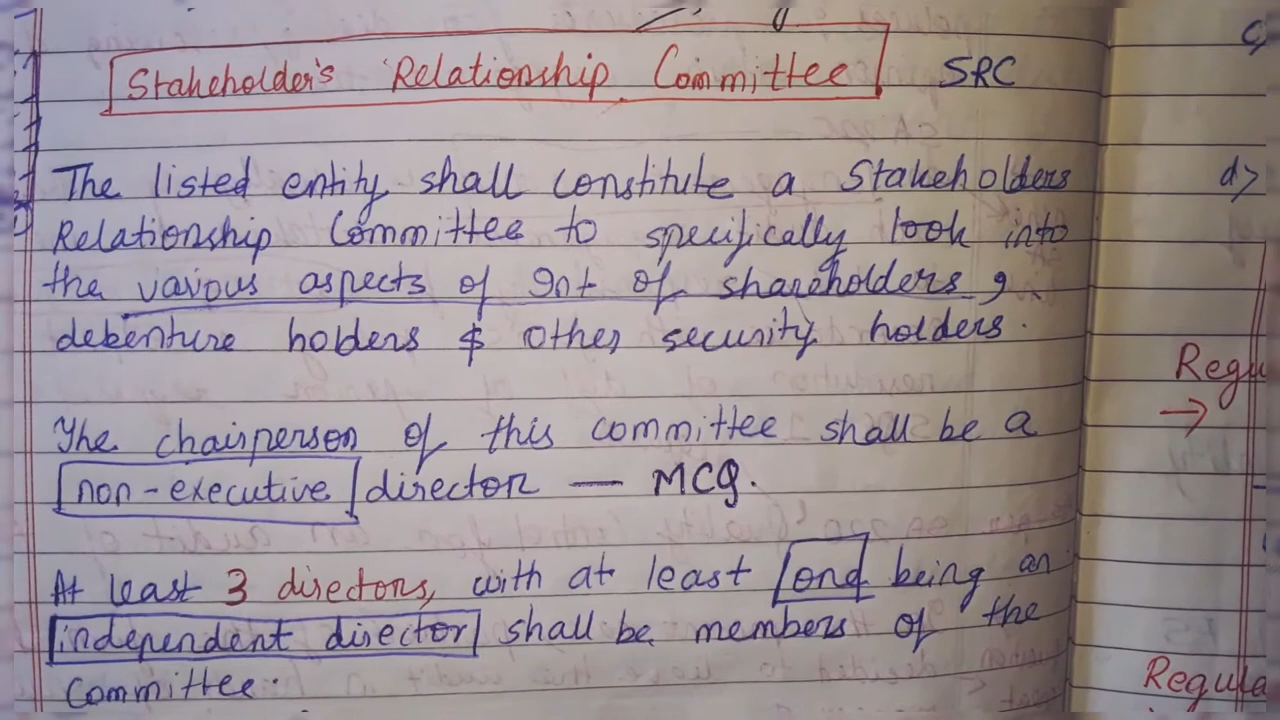 Stakeholder's Relationship Committee SRC
The listed entity shall constitute a Stakeholders
Relationship Committee to specifically look into
the various aspects of Int of shareholders,
debenture holders & other security holders.
The chairperson of this committee shall be a
non-executive director — MCQ.
At least 3 directors, with at least one being an
independent director shall be members of the
Committee.
c)
d)
Regu
→
Regula